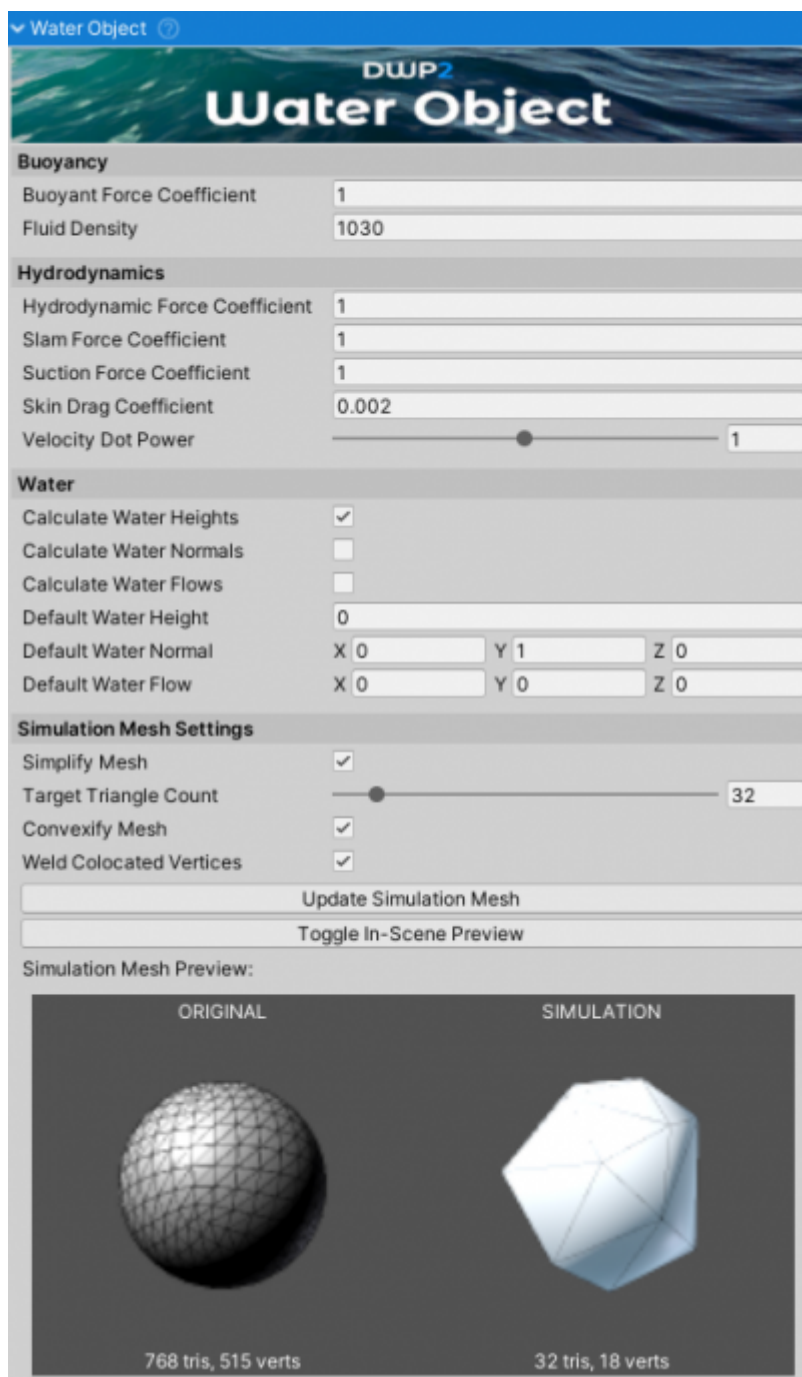 Water Object ?
DWP2
Water Object
Buoyancy
Buoyant Force Coefficient 1
Fluid Density 1030
Hydrodynamics
Hydrodynamic Force Coefficient 1
Slam Force Coefficient 1
Suction Force Coefficient 1
Skin Drag Coefficient 0.002
Velocity Dot Power 1
Water
Calculate Water Heights
Calculate Water Normals
Calculate Water Flows
Default Water Height 0
Default Water Normal X 0 Y 1 Z 0
Default Water Flow X 0 Y 0 Z 0
Simulation Mesh Settings
Simplify Mesh
Target Triangle Count 32
Convexify Mesh
Weld Colocated Vertices
Update Simulation Mesh
Toggle In-Scene Preview
Simulation Mesh Preview:
ORIGINAL SIMULATION
768 tris, 515 verts 32 tris, 18 verts